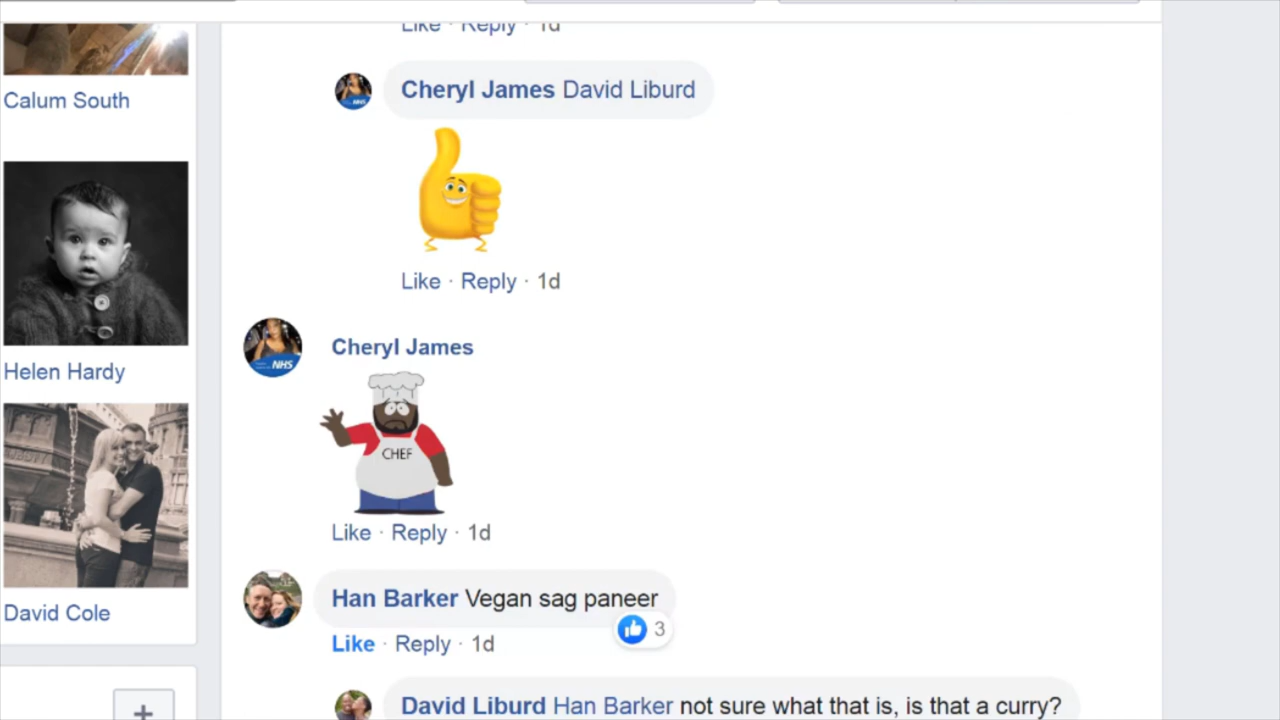 Like · Reply · 1d
Calum South
Cheryl James David Liburd
Like · Reply · 1d
Helen Hardy
NHS
Cheryl James
CHEF
Like · Reply · 1d
David Cole
Han Barker Vegan sag paneer
3
Like · Reply · 1d
+
David Liburd Han Barker not sure what that is, is that a curry?